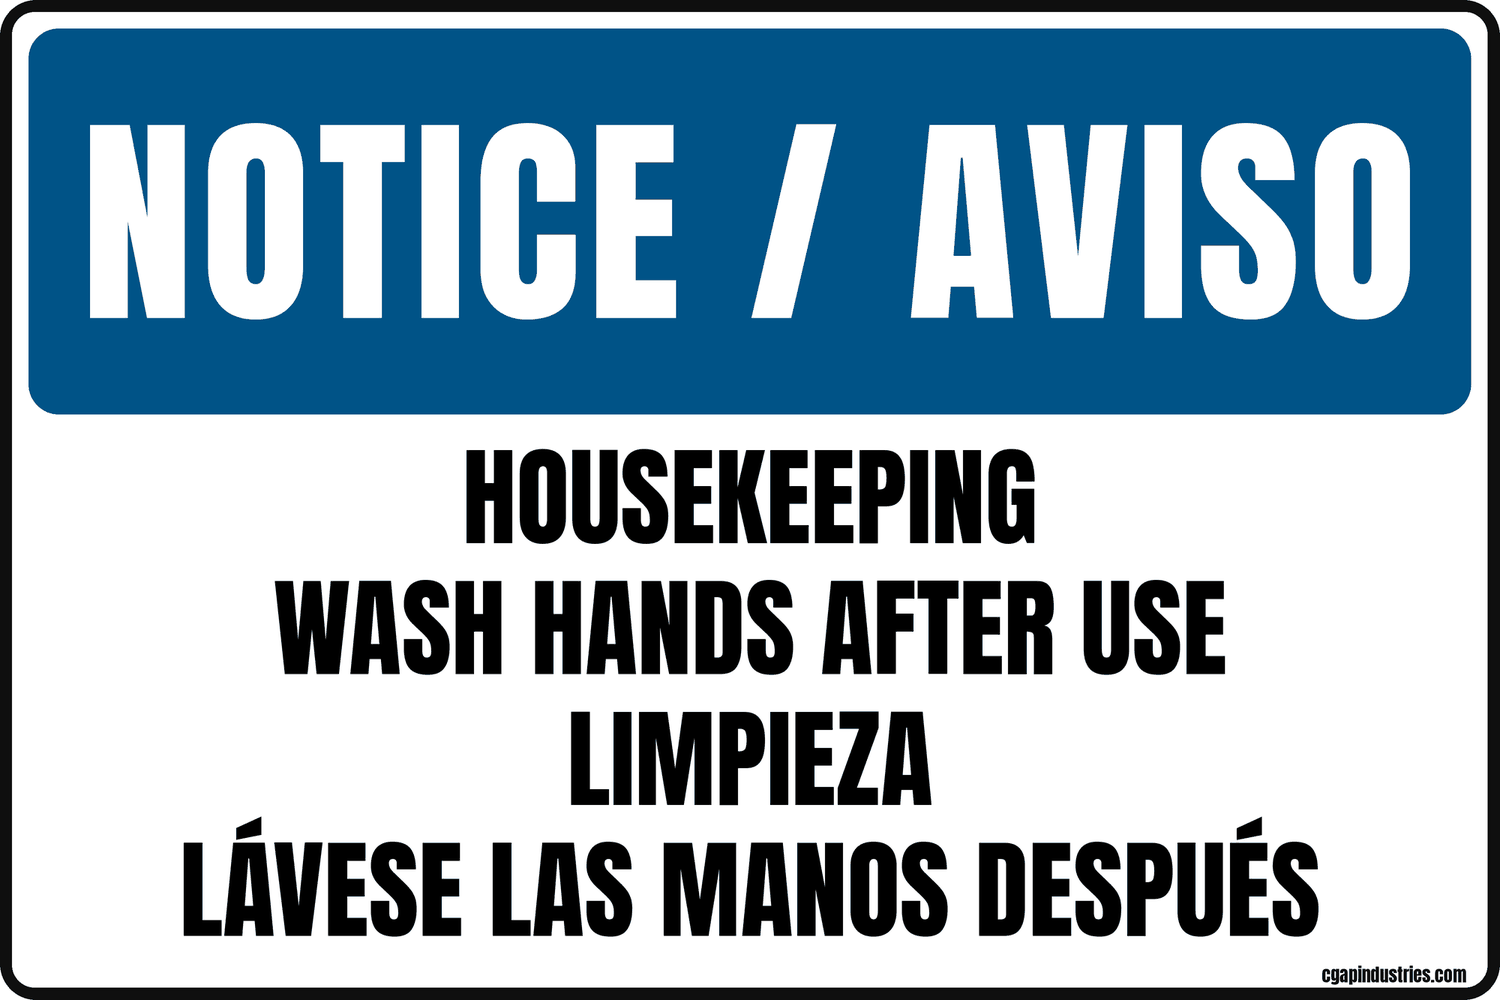 NOTICE / AVISO
HOUSEKEEPING
WASH HANDS AFTER USE
LIMPIEZA
LÁVESE LAS MANOS DESPUÉS
cgapindustries.com